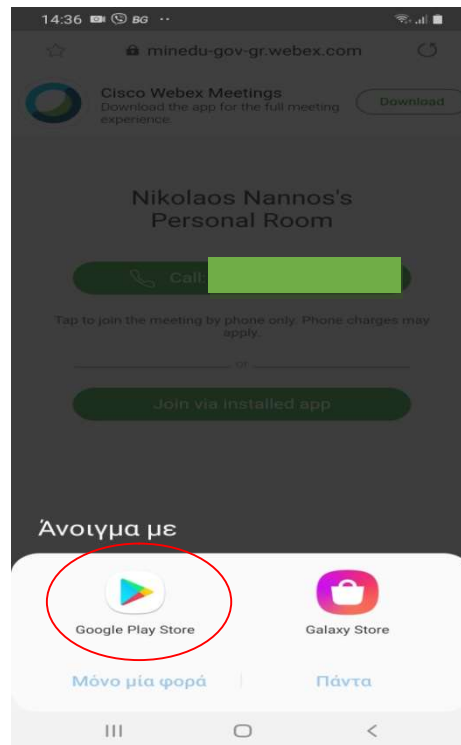 14:36 BG
minedu-gov-gr.webex.com
Cisco Webex Meetings
Download the app for the full meeting
experience.
Download
Nikolaos Nannos's
Personal Room
Call:
Tap to join the meeting by phone only. Phone charges may
apply.
or
Join via installed app
Άνοιγμα με
Google Play Store
Galaxy Store
Μόνο μία φορά
Πάντα